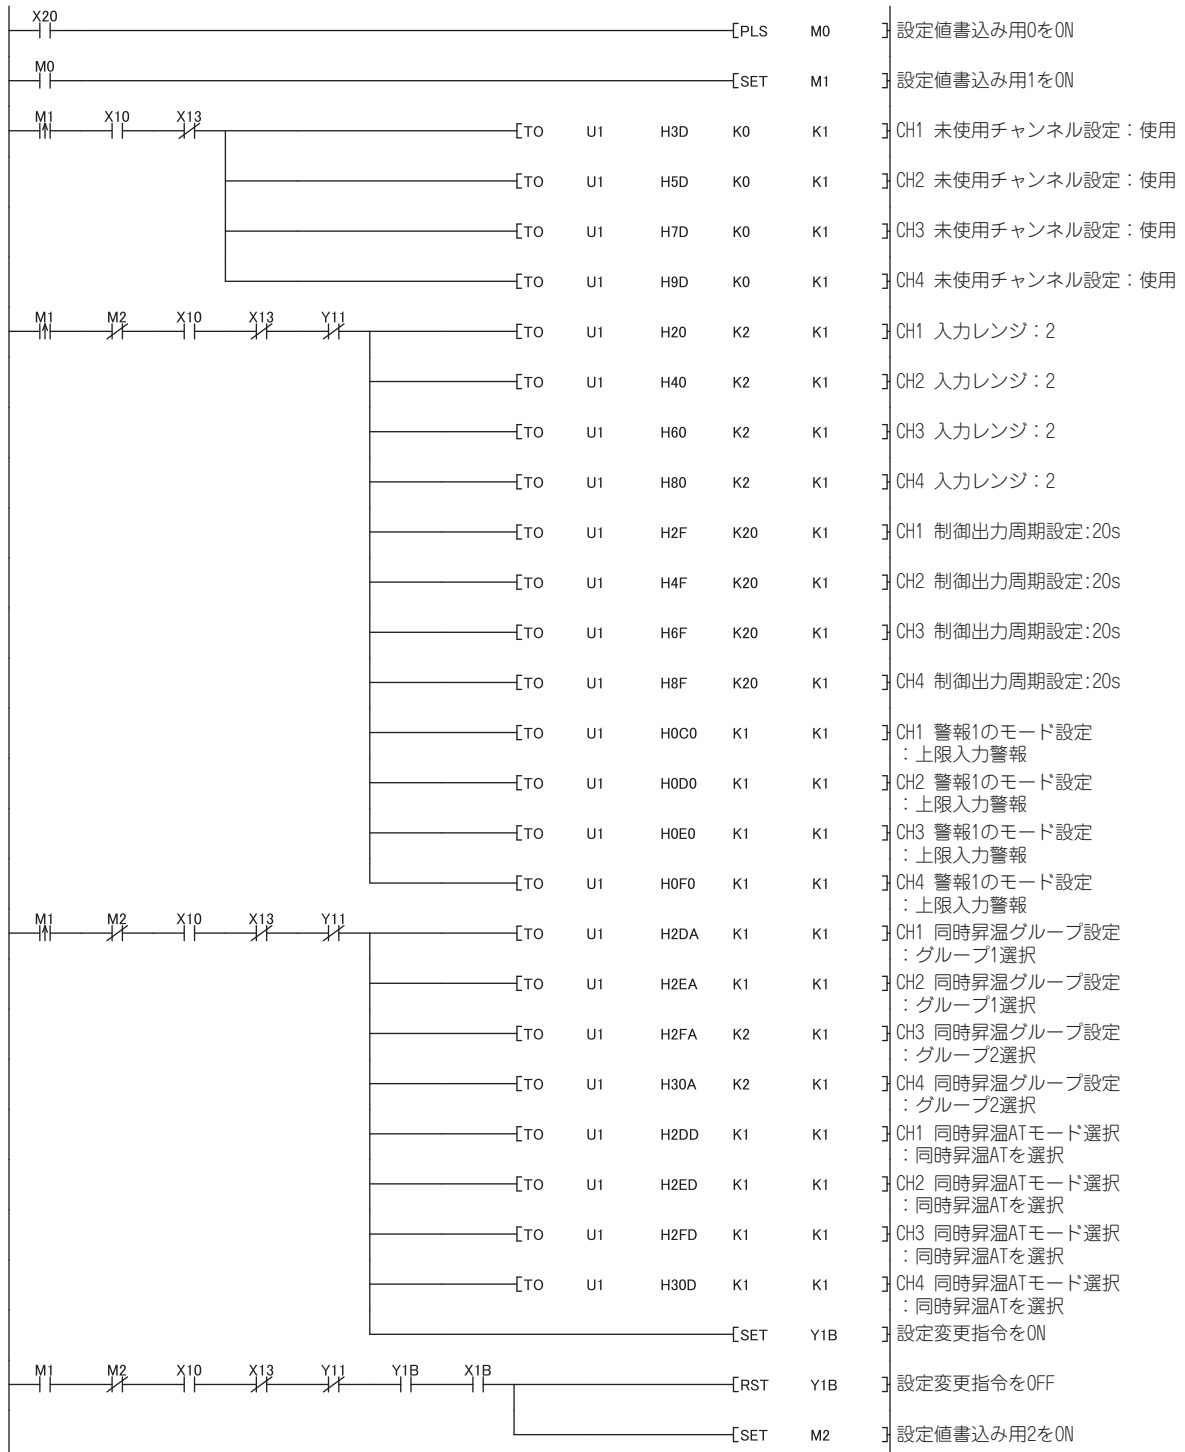 X20
[PLS M0 ] 設定値書込み用0をON
M0
[SET M1 ] 設定値書込み用1をON
M1 X10 X13
[TO U1 H3D K0 K1 ] CH1 未使用チャンネル設定：使用
[TO U1 H5D K0 K1 ] CH2 未使用チャンネル設定：使用
[TO U1 H7D K0 K1 ] CH3 未使用チャンネル設定：使用
[TO U1 H9D K0 K1 ] CH4 未使用チャンネル設定：使用
M1 M2 X10 X13 Y11
[TO U1 H20 K2 K1 ] CH1 入力レンジ：2
[TO U1 H40 K2 K1 ] CH2 入力レンジ：2
[TO U1 H60 K2 K1 ] CH3 入力レンジ：2
[TO U1 H80 K2 K1 ] CH4 入力レンジ：2
[TO U1 H2F K20 K1 ] CH1 制御出力周期設定:20s
[TO U1 H4F K20 K1 ] CH2 制御出力周期設定:20s
[TO U1 H6F K20 K1 ] CH3 制御出力周期設定:20s
[TO U1 H8F K20 K1 ] CH4 制御出力周期設定:20s
[TO U1 H0C0 K1 K1 ] CH1 警報1のモード設定
：上限入力警報
[TO U1 H0D0 K1 K1 ] CH2 警報1のモード設定
：上限入力警報
[TO U1 H0E0 K1 K1 ] CH3 警報1のモード設定
：上限入力警報
[TO U1 H0F0 K1 K1 ] CH4 警報1のモード設定
：上限入力警報
M1 M2 X10 X13 Y11
[TO U1 H2DA K1 K1 ] CH1 同時昇温グループ設定
：グループ1選択
[TO U1 H2EA K1 K1 ] CH2 同時昇温グループ設定
：グループ1選択
[TO U1 H2FA K2 K1 ] CH3 同時昇温グループ設定
：グループ2選択
[TO U1 H30A K2 K1 ] CH4 同時昇温グループ設定
：グループ2選択
[TO U1 H2DD K1 K1 ] CH1 同時昇温ATモード選択
：同時昇温ATを選択
[TO U1 H2ED K1 K1 ] CH2 同時昇温ATモード選択
：同時昇温ATを選択
[TO U1 H2FD K1 K1 ] CH3 同時昇温ATモード選択
：同時昇温ATを選択
[TO U1 H30D K1 K1 ] CH4 同時昇温ATモード選択
：同時昇温ATを選択
[SET Y1B ] 設定変更指令をON
M1 M2 X10 X13 Y11 Y1B X1B
[RST Y1B ] 設定変更指令をOFF
[SET M2 ] 設定値書込み用2をON